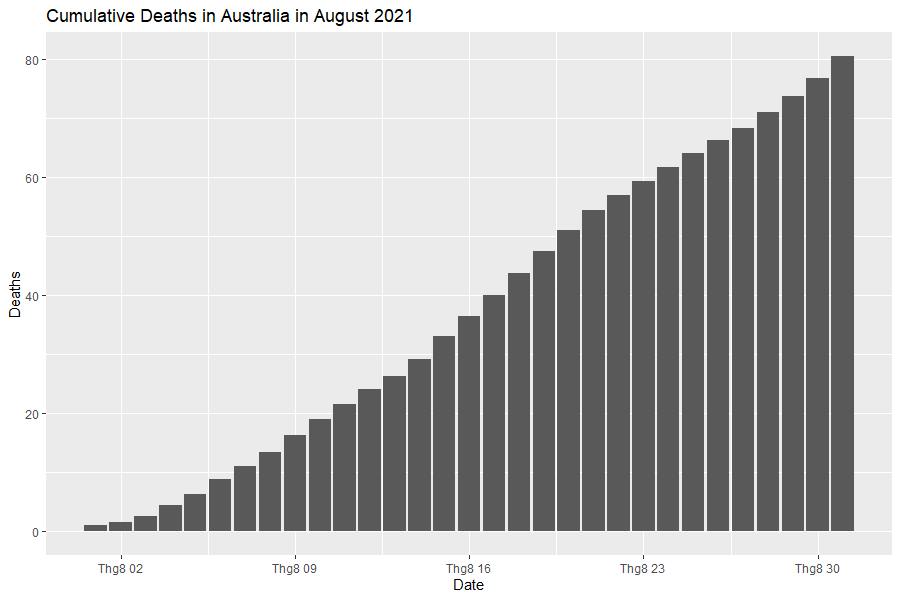 Cumulative Deaths in Australia in August 2021
80
60
40
20
0
Deaths
Thg8 02 Thg8 09 Thg8 16 Thg8 23 Thg8 30
Date